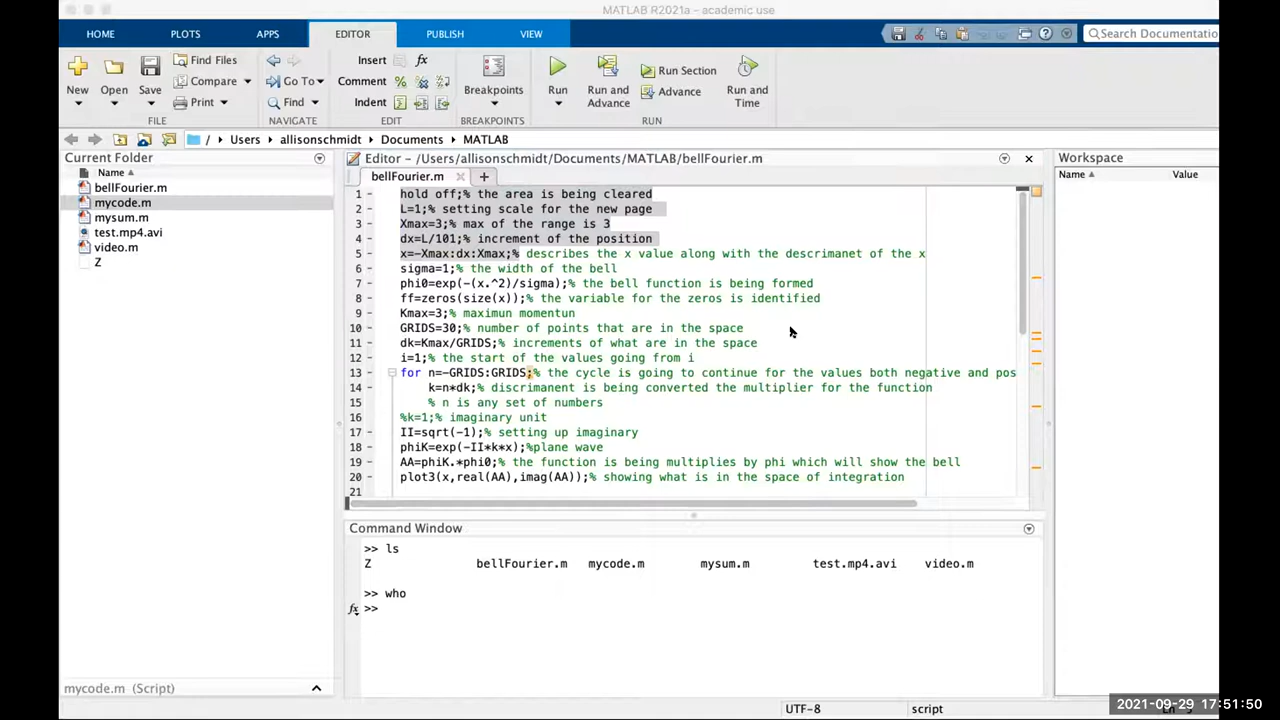 MATLAB R2021a - academic use
HOME PLOTS APPS EDITOR PUBLISH VIEW Search Documentatio
New Open Save Find Files Compare Print
FILE
Go To Find
NAVIGATE
Insert fx
Comment %
Indent
EDIT
Breakpoints
BREAKPOINTS
Run Run and Advance Run Section Advance Run and Time
RUN
/ Users allisonschmidt Documents MATLAB
Current Folder
Name
bellFourier.m
mycode.m
mysum.m
test.mp4.avi
video.m
Z
mycode.m (Script)
Editor - /Users/allisonschmidt/Documents/MATLAB/bellFourier.m
bellFourier.m +
1 - hold off;% the area is being cleared
2 - L=1;% setting scale for the new page
3 - Xmax=3;% max of the range is 3
4 - dx=L/101;% increment of the position
5 - x=-Xmax:dx:Xmax;% describes the x value along with the descrimanet of the x
6 - sigma=1;% the width of the bell
7 - phi0=exp(-(x.^2)/sigma);% the bell function is being formed
8 - ff=zeros(size(x));% the variable for the zeros is identified
9 - Kmax=3;% maximun momentun
10 - GRIDS=30;% number of points that are in the space
11 - dk=Kmax/GRIDS;% increments of what are in the space
12 - i=1;% the start of the values going from i
13 - for n=-GRIDS:GRIDS;% the cycle is going to continue for the values both negative and pos
14 - k=n*dk;% discrimanent is being converted the multiplier for the function
15 % n is any set of numbers
16 %k=1;% imaginary unit
17 - II=sqrt(-1);% setting up imaginary
18 - phiK=exp(-II*k*x);%plane wave
19 - AA=phiK.*phi0;% the function is being multiplies by phi which will show the bell
20 - plot3(x,real(AA),imag(AA));% showing what is in the space of integration
21
Command Window
>> ls
Z bellFourier.m mycode.m mysum.m test.mp4.avi video.m
>> who
fx >>
Workspace
Name Value
UTF-8 script
2021-09-29 17:51:50